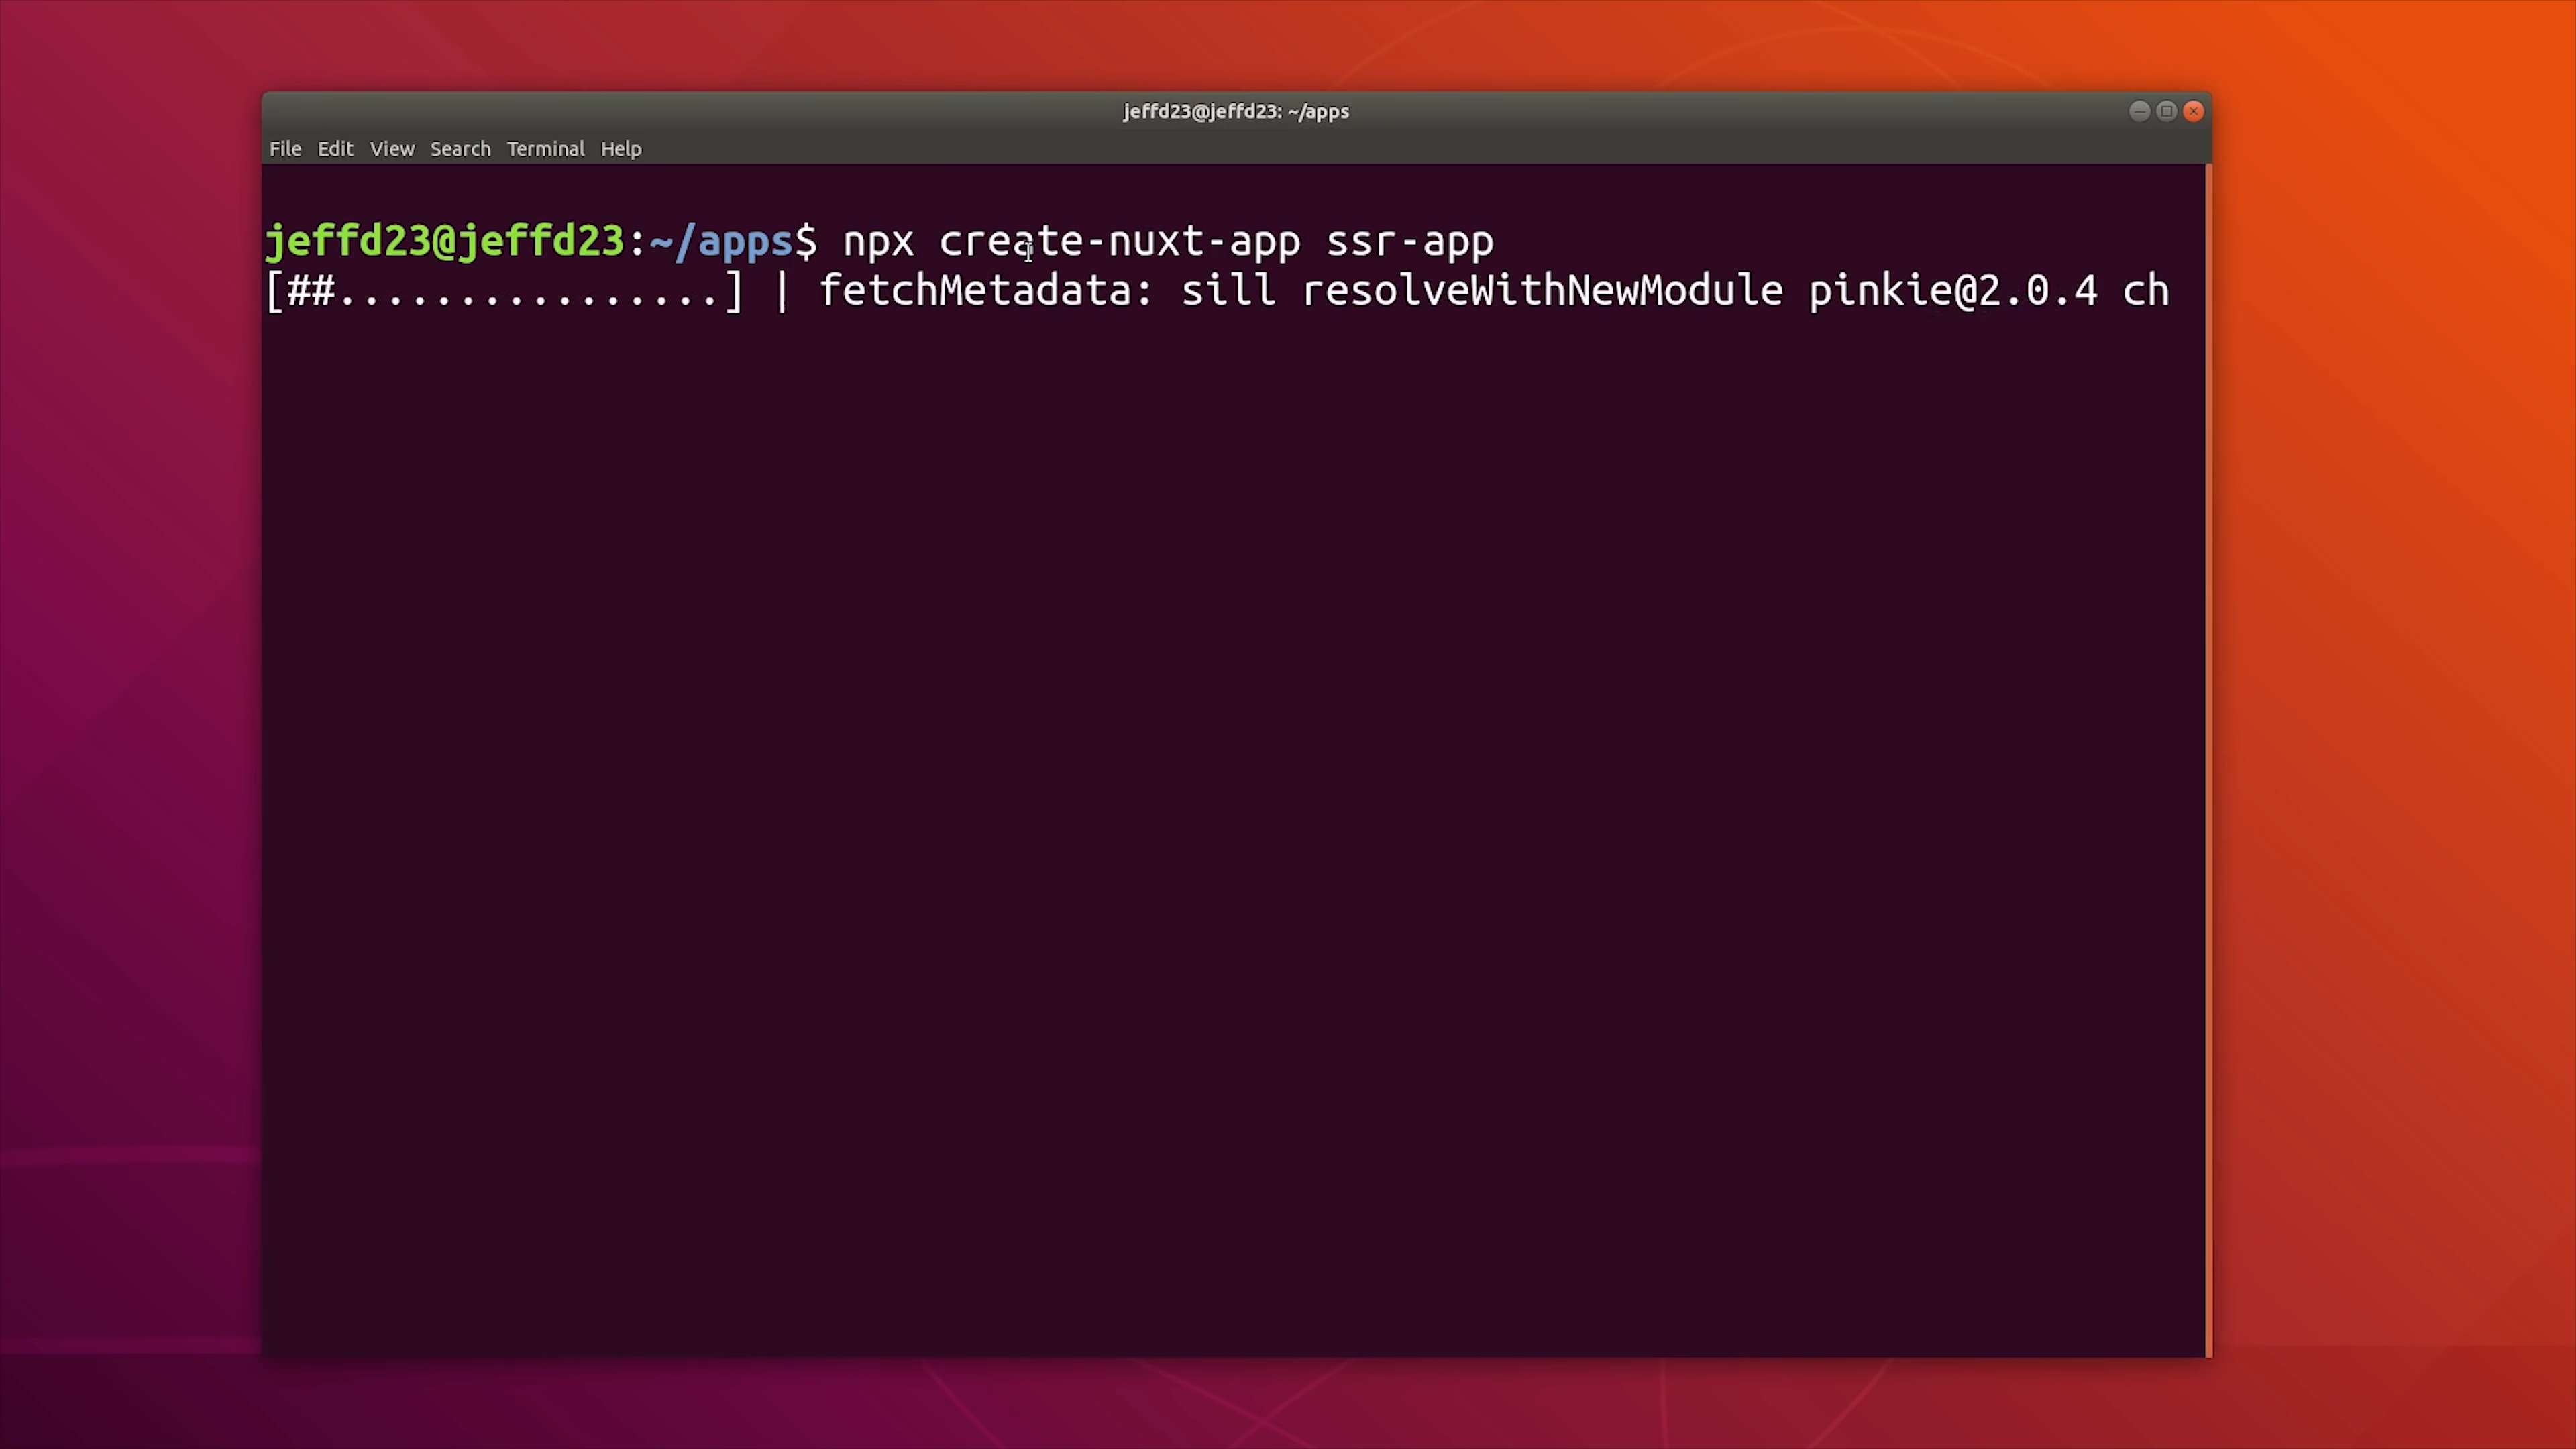 jeffd23@jeffd23: ~/apps
File Edit View Search Terminal Help
jeffd23@jeffd23:~/apps$ npx create-nuxt-app ssr-app
[##................] | fetchMetadata: sill resolveWithNewModule pinkie@2.0.4 ch